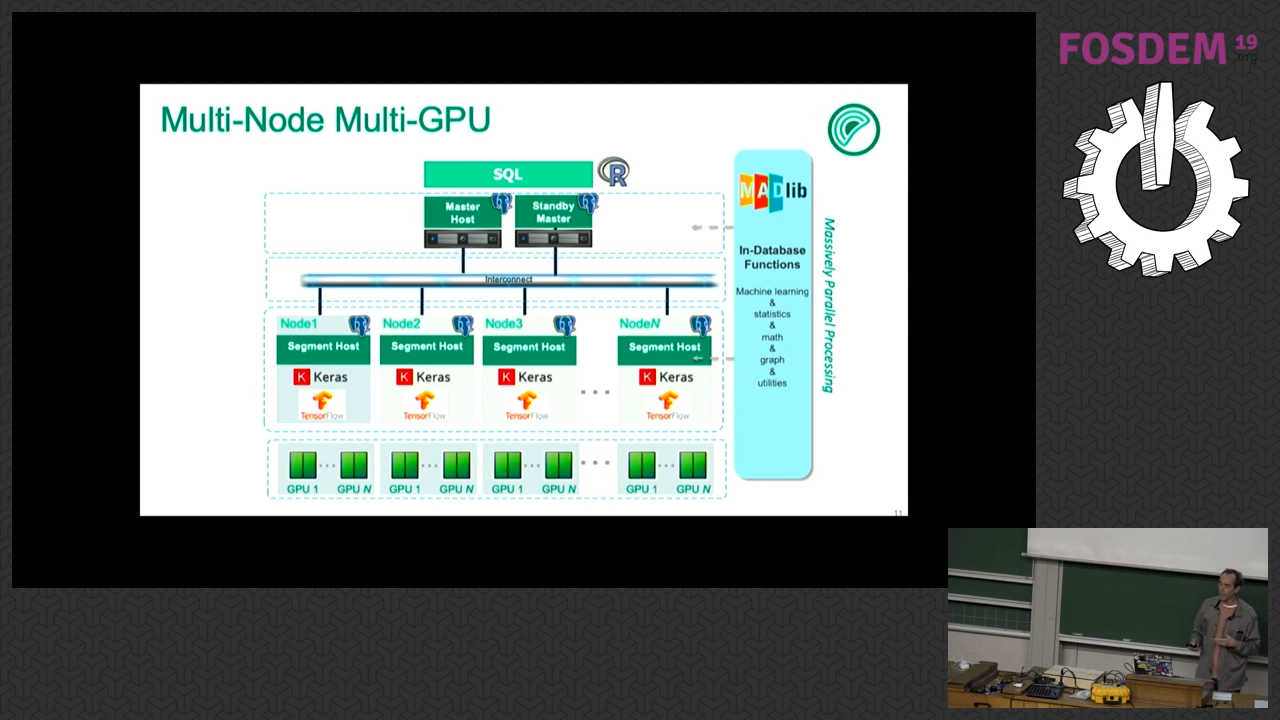 FOSDEM 19
.org
Multi-Node Multi-GPU
SQL
R
Master
Host
Standby
Master
Interconnect
Node1
Node2
Node3
NodeN
Segment Host
Segment Host
Segment Host
Segment Host
K Keras
K Keras
K Keras
K Keras
TensorFlow
TensorFlow
TensorFlow
TensorFlow
GPU 1
GPU N
GPU 1
GPU N
GPU 1
GPU N
GPU 1
GPU N
MADlib
In-Database
Functions
Machine learning
&
statistics
&
math
&
graph
&
utilities
Massively Parallel Processing
11